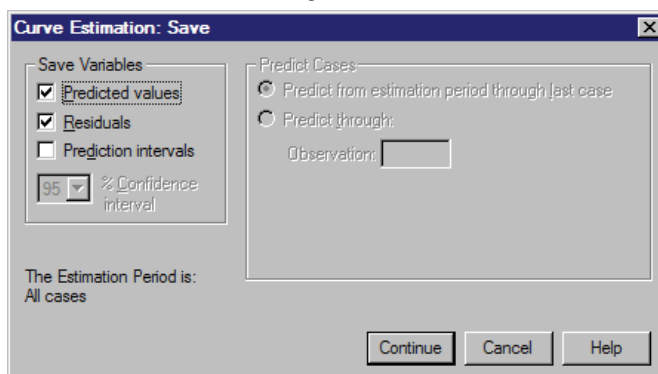 Curve Estimation: Save
Save Variables
Predicted values
Residuals
Prediction intervals
95 % Confidence
interval
The Estimation Period is:
All cases
Predict Cases
Predict from estimation period through last case
Predict through:
Observation:
Continue Cancel Help